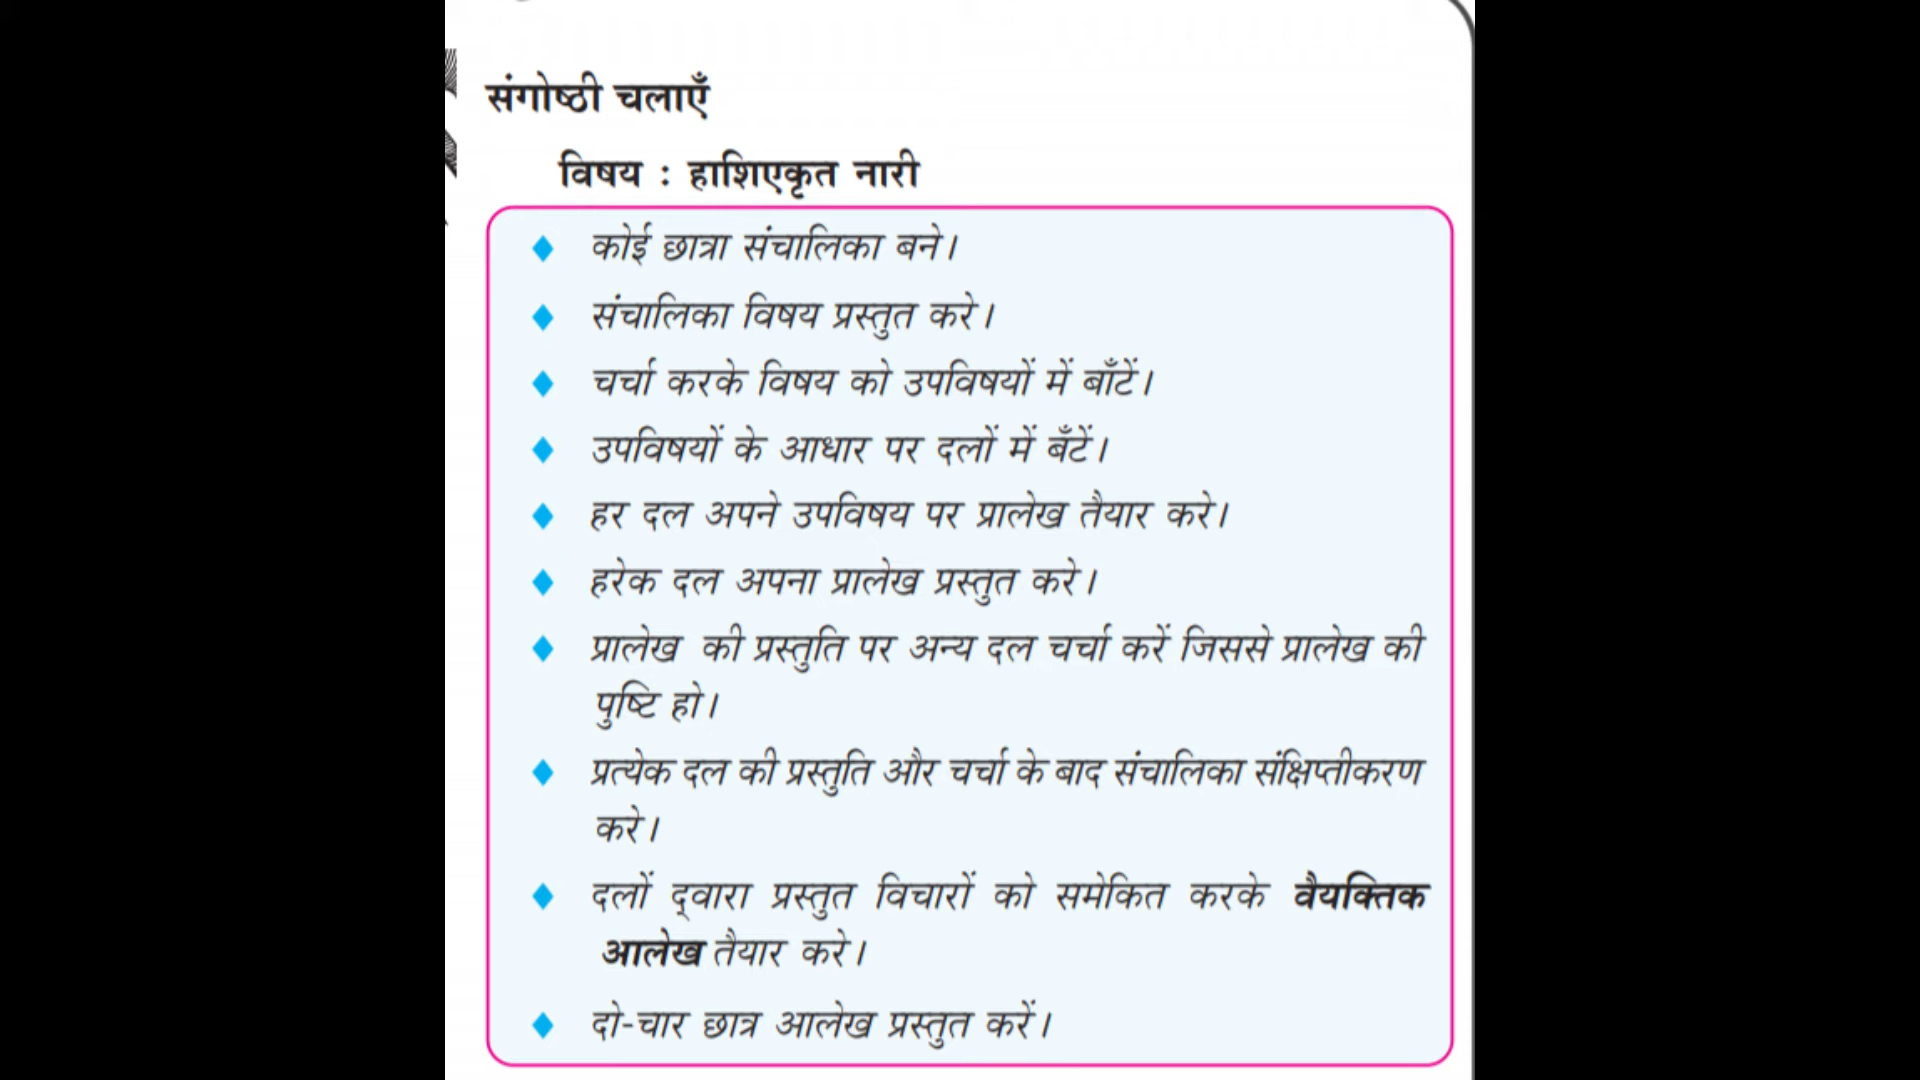 संगोष्ठी चलाएँ
विषय : हाशिएकृत नारी
कोई छात्रा संचालिका बने।
संचालिका विषय प्रस्तुत करे।
चर्चा करके विषय को उपविषयों में बाँटें।
उपविषयों के आधार पर दलों में बँटें।
हर दल अपने उपविषय पर प्रालेख तैयार करे।
हरेक दल अपना प्रालेख प्रस्तुत करे।
प्रालेख की प्रस्तुति पर अन्य दल चर्चा करें जिससे प्रालेख की
पुष्टि हो।
प्रत्येक दल की प्रस्तुति और चर्चा के बाद संचालिका संक्षिप्तीकरण
करे।
दलों द्‌वारा प्रस्तुत विचारों को समेकित करके वैयक्तिक
आलेख तैयार करे।
दो-चार छात्र आलेख प्रस्तुत करें।